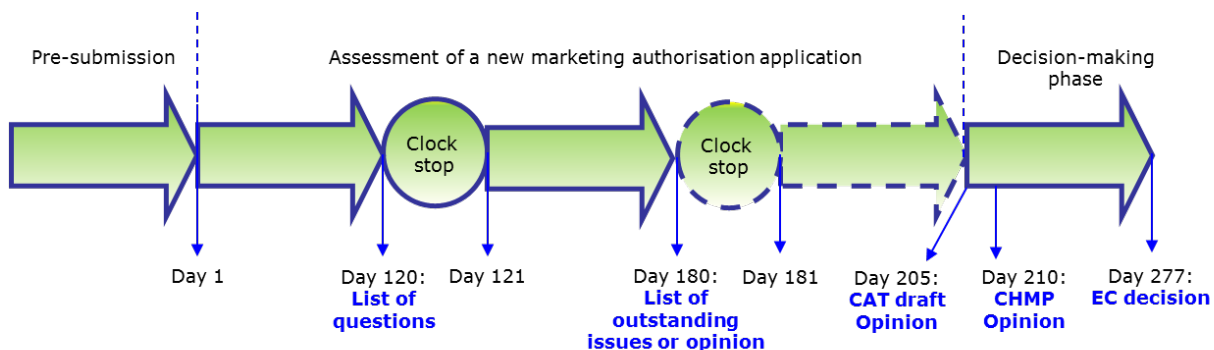 Pre-submission
Assessment of a new marketing authorisation application
Decision-making
phase
Clock
stop
Clock
stop
Day 1
Day 120:
List of
questions
Day 121
Day 180:
List of
outstanding
issues or opinion
Day 181
Day 205:
CAT draft
Opinion
Day 210:
CHMP
Opinion
Day 277:
EC decision